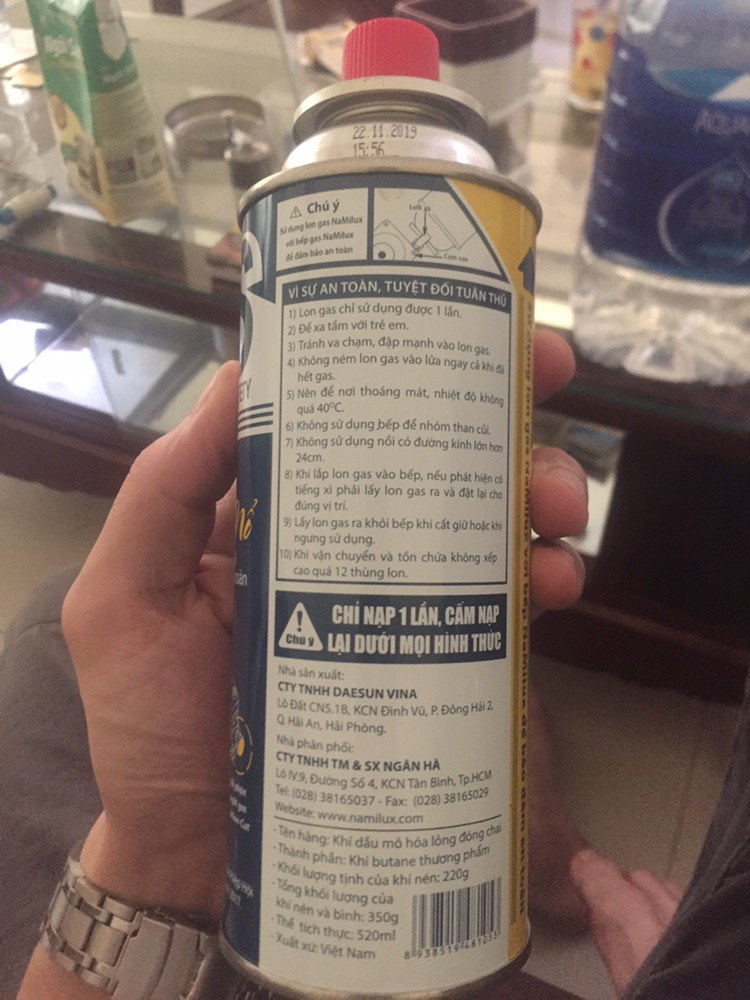 22.11.2019
15:56
Chú ý
Sử dụng lon gas NaMilux
với bếp gas NaMilux
để đảm bảo an toàn
Cụm van
VÌ SỰ AN TOÀN, TUYỆT ĐỐI TUÂN THỦ
1) Lon gas chỉ sử dụng được 1 lần.
2) Để xa tầm với trẻ em.
3) Tránh va chạm, đập mạnh vào lon gas.
4) Không ném lon gas vào lửa ngay cả khi đã
hết gas.
5) Nên để nơi thoáng mát, nhiệt độ không
quá 40°C.
6) Không sử dụng bếp để nhóm than củi.
7) Không sử dụng nồi có đường kính lớn hơn
24cm.
8) Khi lắp lon gas vào bếp, nếu phát hiện có
tiếng xì phải lấy lon gas ra và đặt lại cho
đúng vị trí.
9) Lấy lon gas ra khỏi bếp khi cất giữ hoặc khi
ngưng sử dụng.
10) Khi vận chuyển và tồn chứa không xếp
cao quá 12 thùng lon.
Chú ý
CHỈ NẠP 1 LẦN, CẤM NẠP
LẠI DƯỚI MỌI HÌNH THỨC
Nhà sản xuất:
CTY TNHH DAESUN VINA
Lô Đất CN5.1B, KCN Đình Vũ, P. Đông Hải 2,
Q. Hải An, Hải Phòng.
Nhà phân phối:
CTY TNHH TM & SX NGÂN HÀ
Lô IV.9, Đường Số 4, KCN Tân Bình, Tp.HCM
Tel: (028) 38165037 - Fax: (028) 38165029
Website: www.namilux.com
- Tên hàng: Khí dầu mỏ hóa lỏng đóng chai
- Thành phần: Khí butane thương phẩm
- Khối lượng tịnh của khí nén: 220g
- Tổng khối lượng của
khí nén và bình: 350g
- Thể tích thực: 520ml
- Xuất xứ: Việt Nam
nổ
AQUA